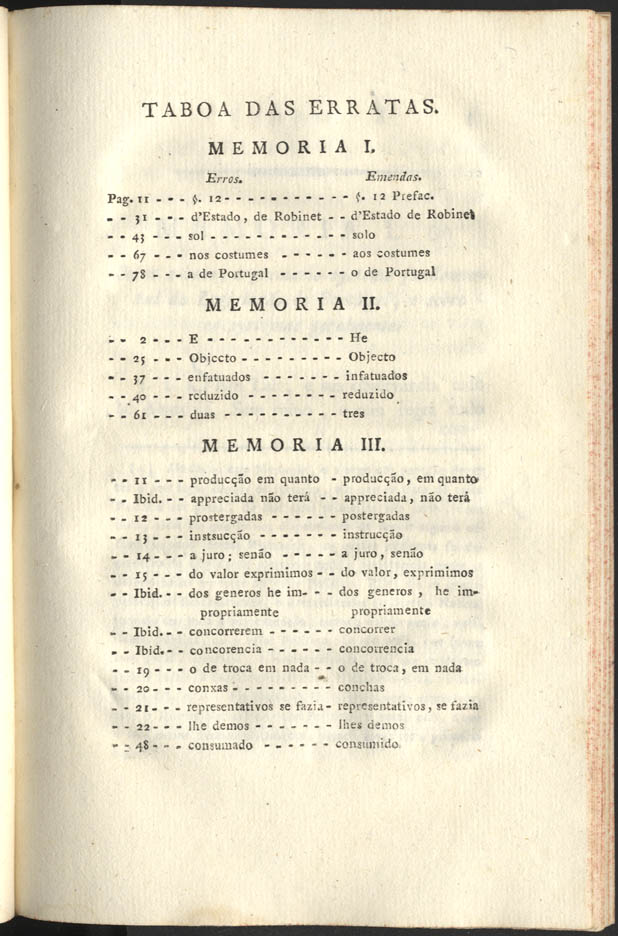 TABOA DAS ERRATAS.
MEMORIA I.
Erros. Emendas.
Pag. 11 - - - §. 12 - - - - - - - - - - - - §. 12 Prefac.
- - 31 - - - d'Estado, de Robinet - - d'Estado de Robinet
- - 43 - - - sol - - - - - - - - - - - - solo
- - 67 - - - nos costumes - - - - - - aos costumes
- - 78 - - - a de Portugal - - - - - - o de Portugal
MEMORIA II.
- - 2 - - - E - - - - - - - - - - - - He
- - 25 - - - Objccto - - - - - - - - - Objecto
- - 37 - - - enfatuados - - - - - - - infatuados
- - 40 - - - reduzido - - - - - - - - reduzido
- - 61 - - - duas - - - - - - - - - - tres
MEMORIA III.
- - 11 - - - producção em quanto - producção, em quanto
- - Ibid. - - appreciada não terá - - appreciada, não terá
- - 12 - - - prostergadas - - - - - - postergadas
- - 13 - - - instsucção - - - - - - instrucção
- - 14 - - - a juro; senão - - - - - a juro, senão
- - 15 - - - do valor exprimimos - - do valor, exprimimos
- - Ibid. - - dos generos he im- - - dos generos, he im-
propriamente propriamente
- - Ibid. - - concorrerem - - - - - - concorrer
- - Ibid. - - concorencia - - - - - - concorrencia
- - 19 - - - o de troca em nada - - o de troca, em nada
- - 20 - - - conxas - - - - - - - - - conchas
- - 21 - - - representativos se fazia - representativos, se fazia
- - 22 - - - lhe demos - - - - - - - lhes demos
- - 48 - - - consumado - - - - - - consumido.